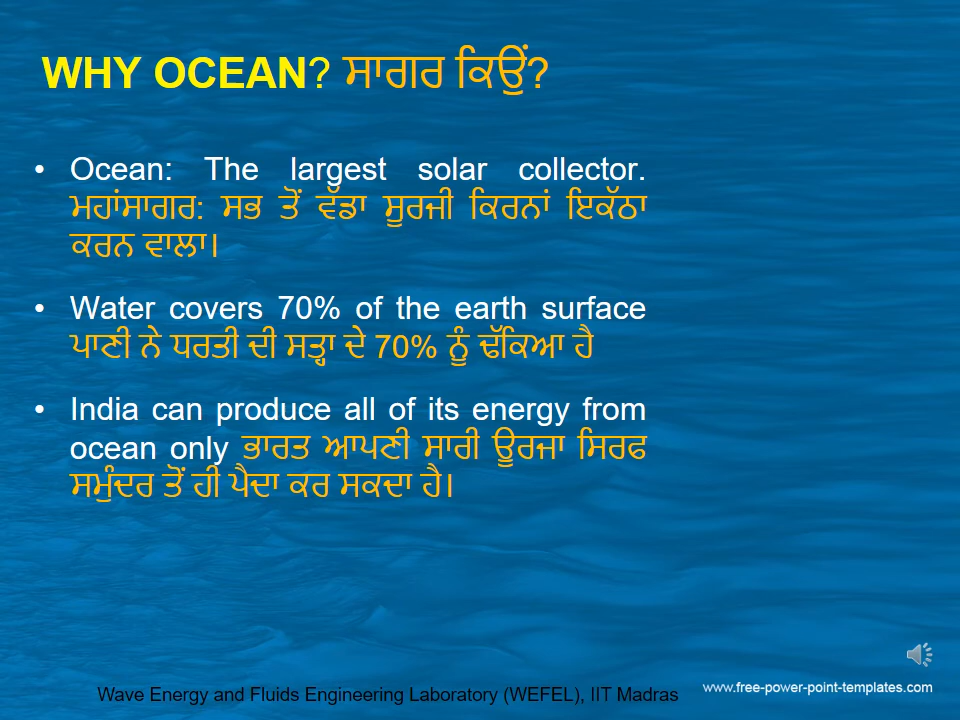 WHY OCEAN? ਸਾਗਰ ਕਿਉਂ?
• Ocean: The largest solar collector.
ਮਹਾਂਸਾਗਰ: ਸਭ ਤੋਂ ਵੱਡਾ ਸੂਰਜੀ ਕਿਰਨਾਂ ਇਕੱਠਾ
ਕਰਨ ਵਾਲਾ।
• Water covers 70% of the earth surface
ਪਾਣੀ ਨੇ ਧਰਤੀ ਦੀ ਸਤ੍ਹਾ ਦੇ 70% ਨੂੰ ਢੱਕਿਆ ਹੈ
• India can produce all of its energy from
ocean only ਭਾਰਤ ਆਪਣੀ ਸਾਰੀ ਊਰਜਾ ਸਿਰਫ
ਸਮੁੰਦਰ ਤੋਂ ਹੀ ਪੈਦਾ ਕਰ ਸਕਦਾ ਹੈ।
Wave Energy and Fluids Engineering Laboratory (WEFEL), IIT Madras
www.free-power-point-templates.com